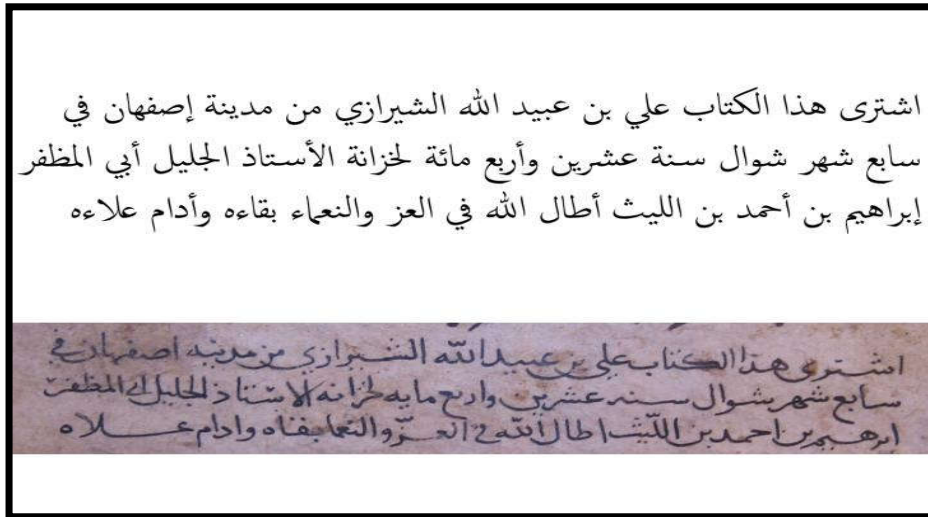 اشترى هذا الكتاب علي بن عبيد الله الشيرازي من مدينة إصفهان في
سابع شهر شوال سنة عشرين وأربع مائة لخزانة الأستاذ الجليل أبي المظفر
إبراهيم بن أحمد بن الليث أطال الله في العز والنعماء بقاءه وأدام علاءه
اشترى هذا الكتاب علي بن عبيد الله الشيرازي من مدينه اصفهان في
سابع شهر شوال سنه عشرين واربع مايه لخزانه الاستاذ الجليل ابي المظفر
ابرهيم بن احمد بن الليث اطال الله في العز والنعما بقاه وادام علاه